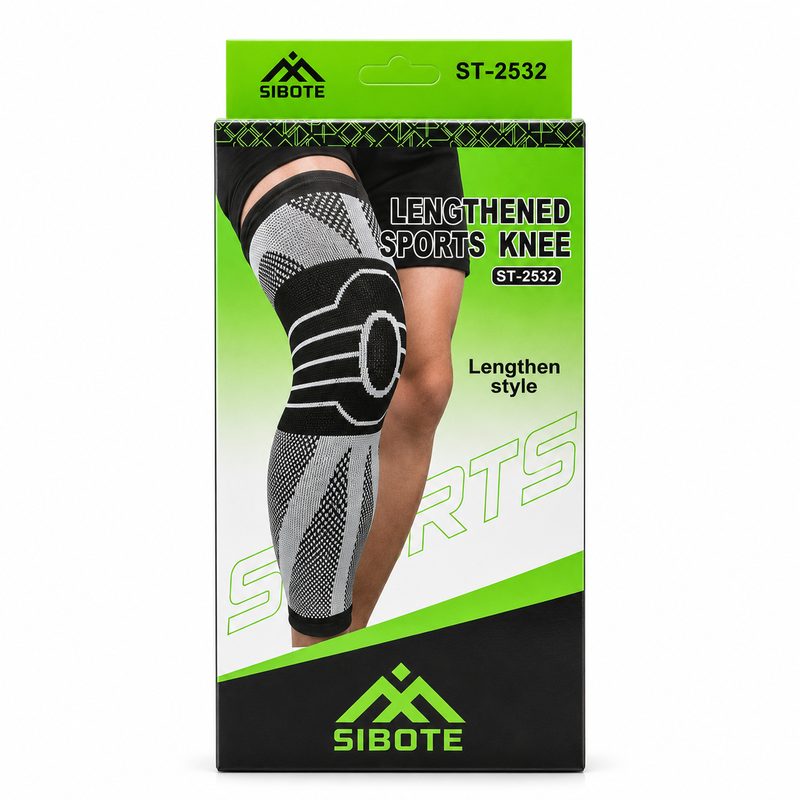 SIBOTE
ST-2532
LENGTHENED
SPORTS KNEE
ST-2532
Lengthen
style
SPORTS
SIBOTE